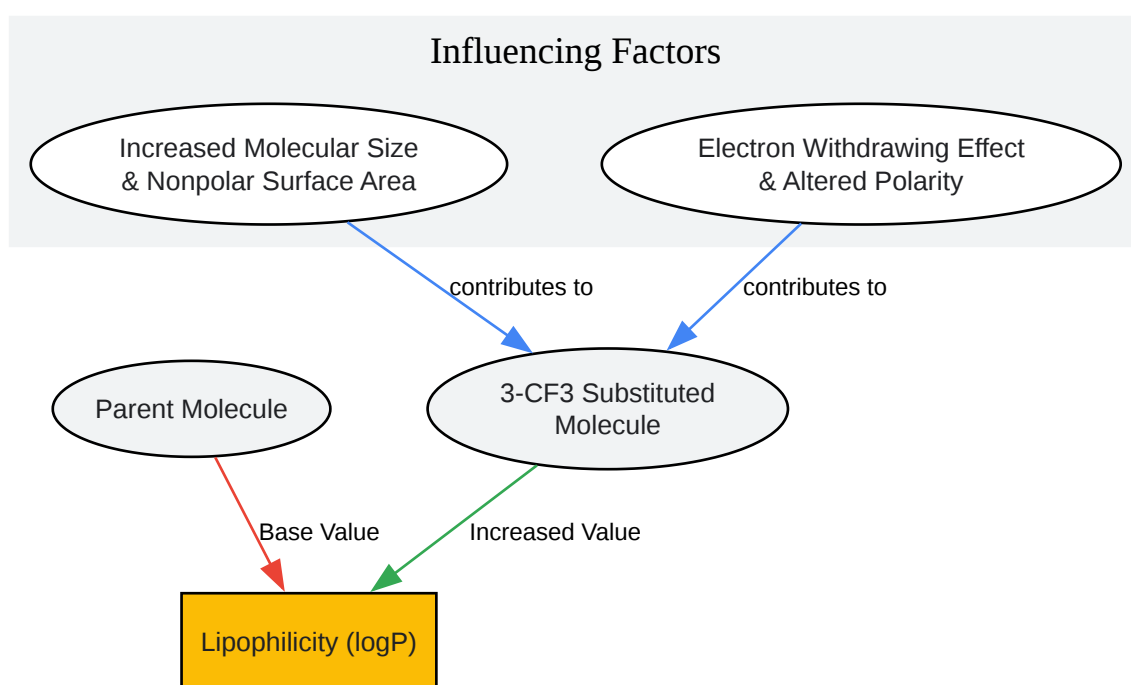 Influencing Factors
Increased Molecular Size
& Nonpolar Surface Area
Electron Withdrawing Effect
& Altered Polarity
contributes to
contributes to
Parent Molecule
3-CF3 Substituted
Molecule
Base Value
Increased Value
Lipophilicity (logP)